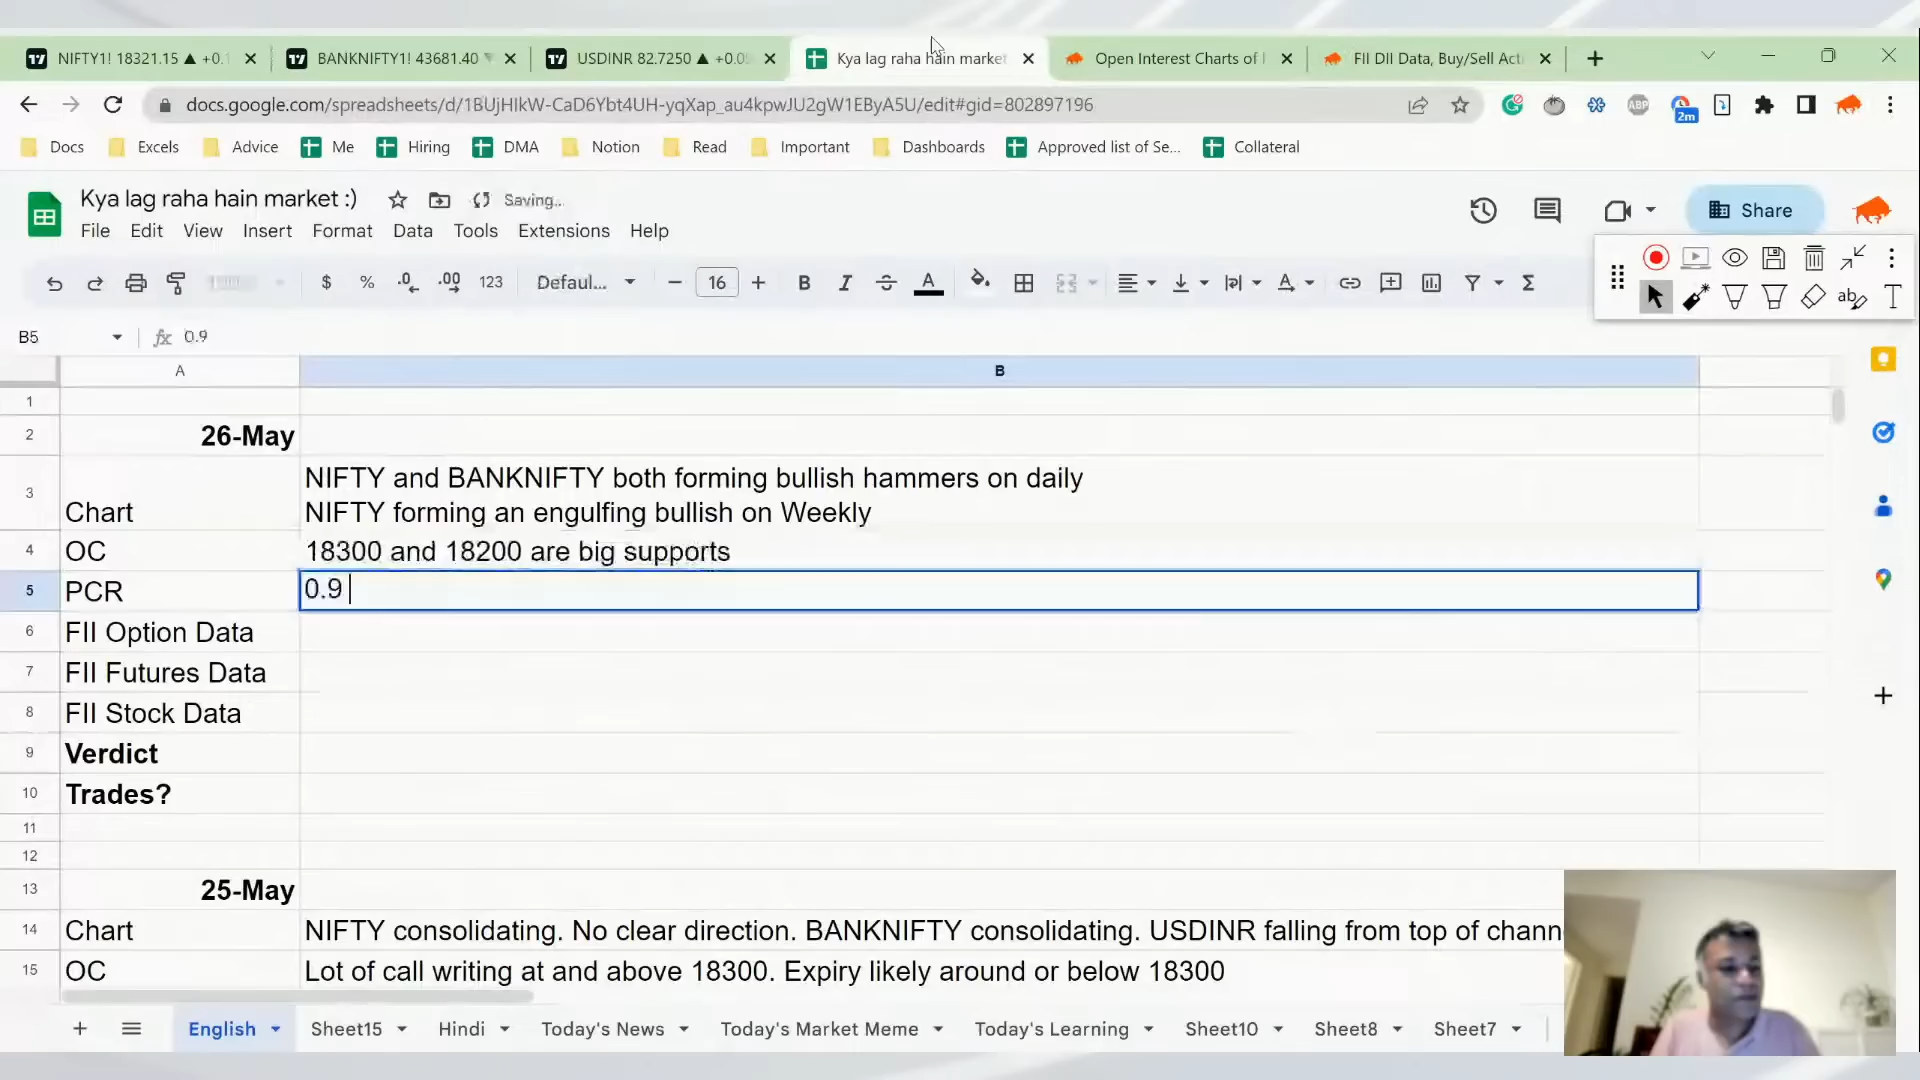 NIFTY1! 18321.15 ▲ +0.1
BANKNIFTY1! 43681.40 ▼
USDINR 82.7250 ▲ +0.0
Kya lag raha hain market
Open Interest Charts of
FII DII Data, Buy/Sell Acti
docs.google.com/spreadsheets/d/1BUjHIkW-CaD6Ybt4UH-yqXap_au4kpwJU2gW1EByA5U/edit#gid=802897196
ABP
2m
Docs
Excels
Advice
Me
Hiring
DMA
Notion
Read
Important
Dashboards
Approved list of Se...
Collateral
Kya lag raha hain market :)
Saving...
Share
File Edit View Insert Format Data Tools Extensions Help
$ % .0 .00 123 Defaul... 16 B I A
B5
fx 0.9
A B
1
2 26-May
NIFTY and BANKNIFTY both forming bullish hammers on daily
3 Chart NIFTY forming an engulfing bullish on Weekly
4 OC 18300 and 18200 are big supports
5 PCR 0.9
6 FII Option Data
7 FII Futures Data
8 FII Stock Data
9 Verdict
10 Trades?
11
12
13 25-May
14 Chart NIFTY consolidating. No clear direction. BANKNIFTY consolidating. USDINR falling from top of chann
15 OC Lot of call writing at and above 18300. Expiry likely around or below 18300
English Sheet15 Hindi Today's News Today's Market Meme Today's Learning Sheet10 Sheet8 Sheet7